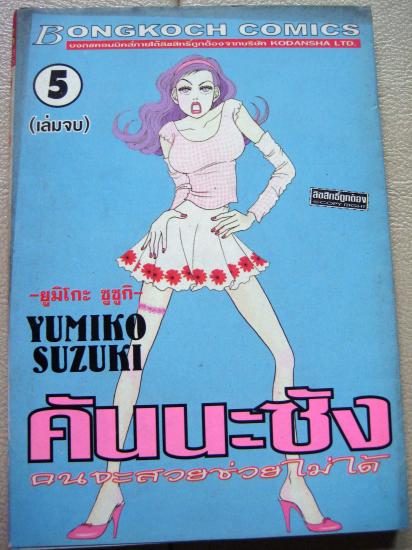 BONGKOCH COMICS
บงกชคอมมิคส์ภายใต้ลิขสิทธิ์ถูกต้องจากบริษัท KODANSHA LTD.
5
(เล่มจบ)
ลิขสิทธิ์ถูกต้อง
©COPY RIGHT
-ยูมิโกะ ซูซูกิ-
YUMIKO
SUZUKI
คันนะซัง
คนจะสวยช่วยไม่ได้